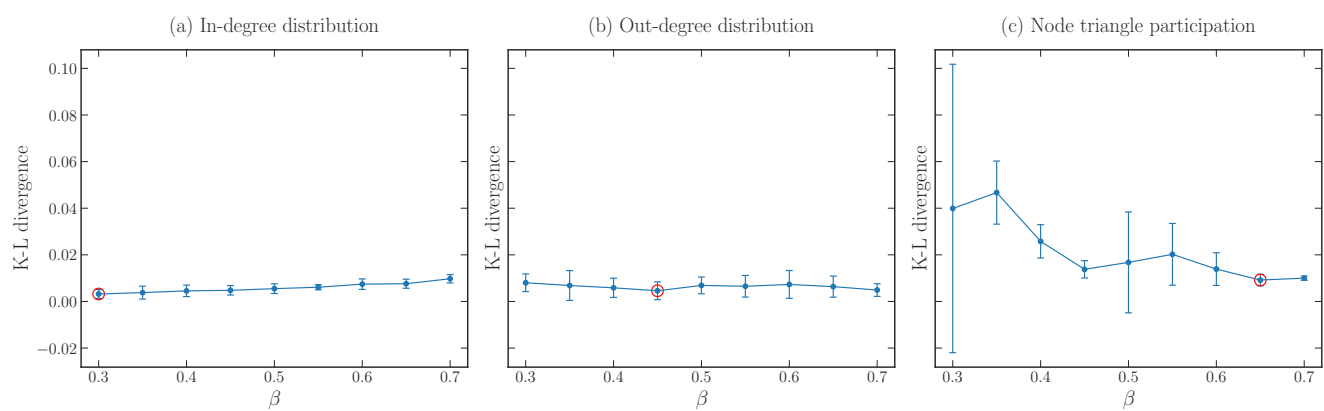 (a) In-degree distribution
K-L divergence
0.10
0.08
0.06
0.04
0.02
0.00
−0.02
0.3 0.4 0.5 0.6 0.7
β
(b) Out-degree distribution
K-L divergence
0.3 0.4 0.5 0.6 0.7
β
(c) Node triangle participation
K-L divergence
0.3 0.4 0.5 0.6 0.7
β